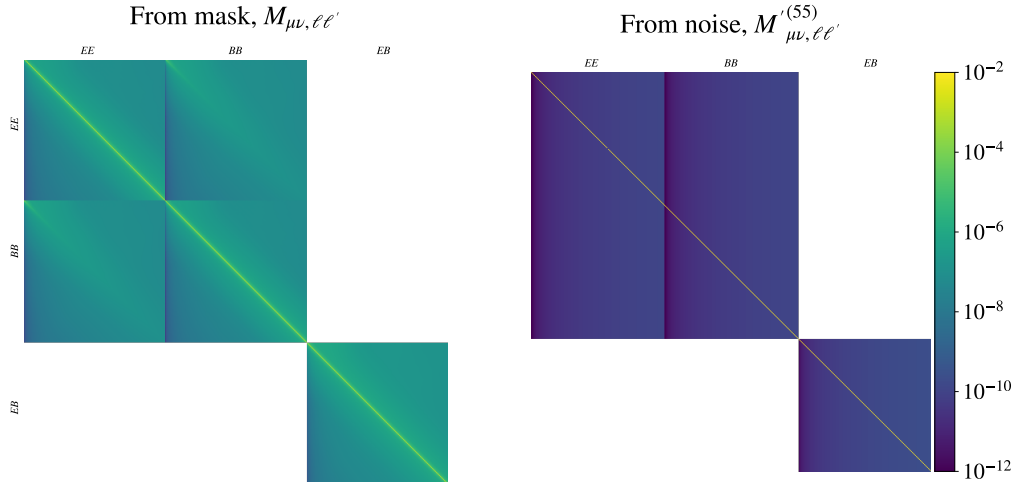 From mask, $M_{\mu\nu,\ell\ell'}$
From noise, $M'^{(55)}_{\mu\nu,\ell\ell'}$
EE BB EB
EE BB EB
EE
BB
EB
10^{-2}
10^{-4}
10^{-6}
10^{-8}
10^{-10}
10^{-12}